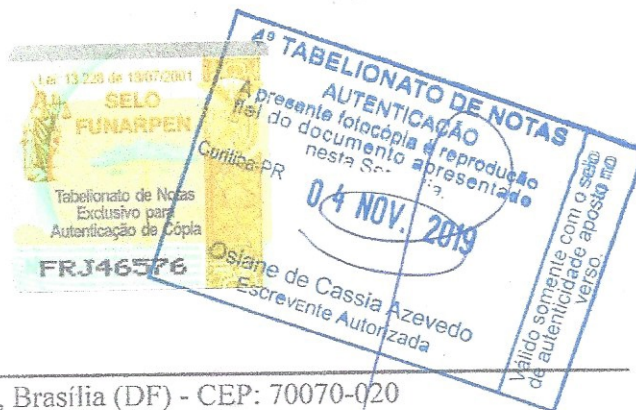 Lei 13.228 de 18/07/2001
SELO
FUNARPEN
Tabelionato de Notas
Exclusivo para
Autenticação de Cópia
FRJ46576
4º TABELIONATO DE NOTAS
AUTENTICAÇÃO
A presente fotocópia é reprodução
fiel do documento apresentado
nesta
Curitiba-PR
04 NOV. 2019
Osiane de Cassia Azevedo
Escrevente Autorizada
Válido somente com o selo
de autenticidade aposto no
verso.
, Brasília (DF) - CEP: 70070-020